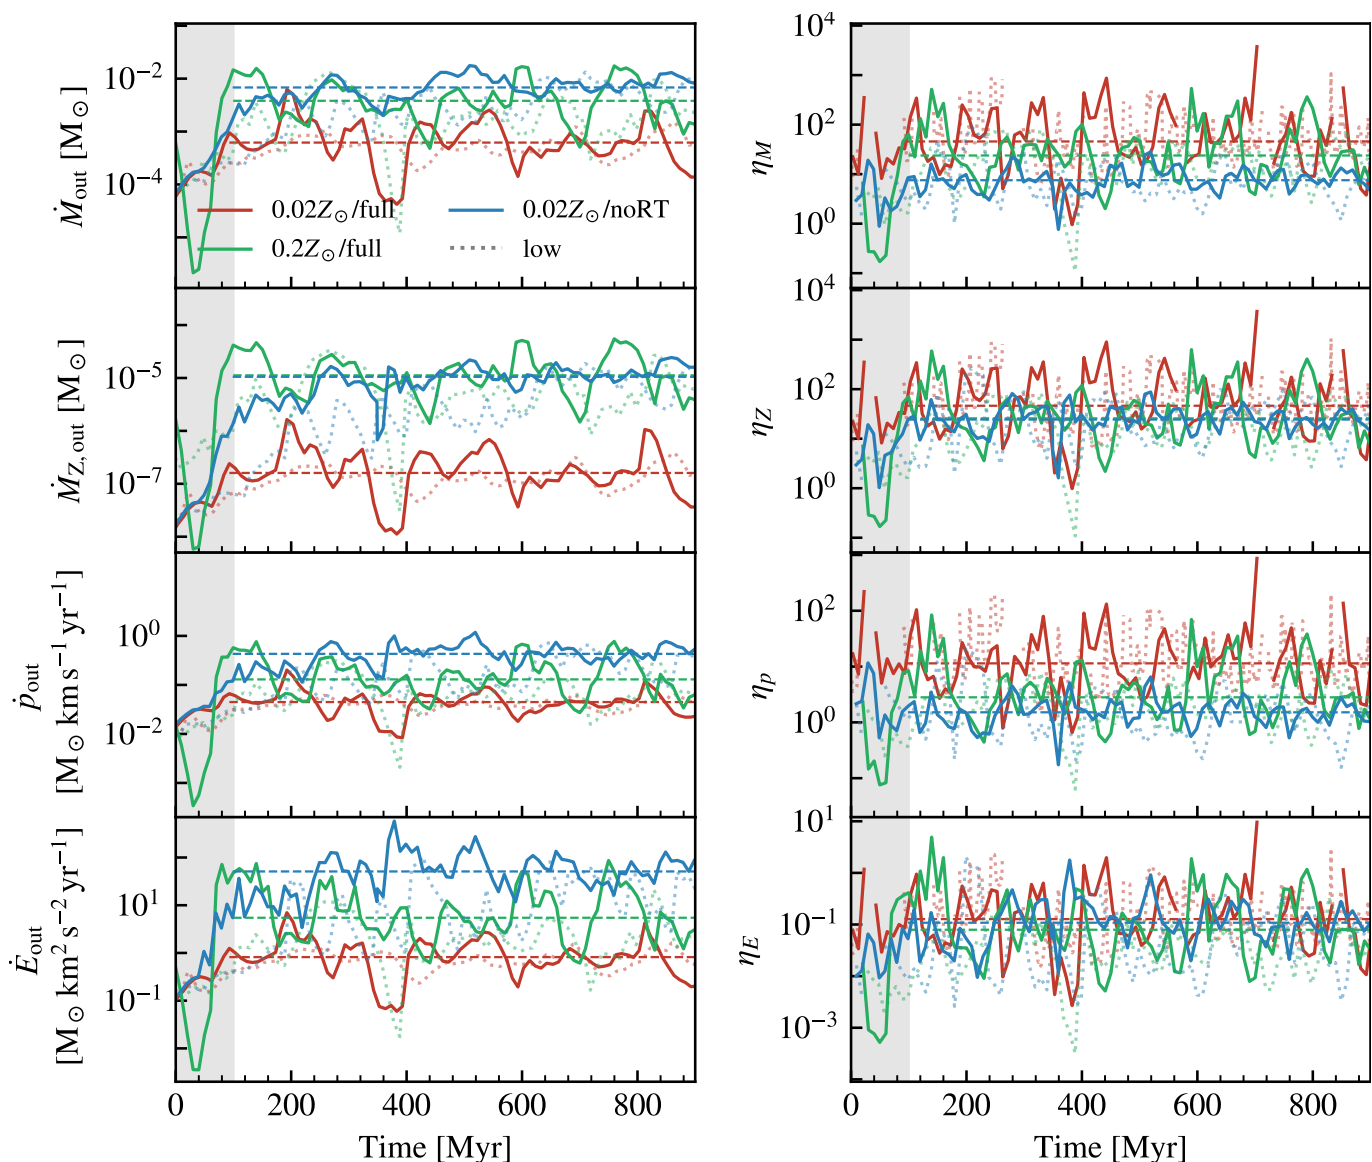 Ṁ_out [M_⊙]
10^−2
10^−4
0.02Z_⊙/full
0.2Z_⊙/full
0.02Z_⊙/noRT
low
Ṁ_Z,out [M_⊙]
10^−5
10^−7
ṗ_out
[M_⊙ km s^−1 yr^−1]
10^0
10^−2
Ė_out
[M_⊙ km^2 s^−2 yr^−1]
10^1
10^−1
0 200 400 600 800
Time [Myr]
η_M
10^4
10^2
10^0
η_Z
10^4
10^2
10^0
η_p
10^2
10^0
η_E
10^1
10^−1
10^−3
0 200 400 600 800
Time [Myr]